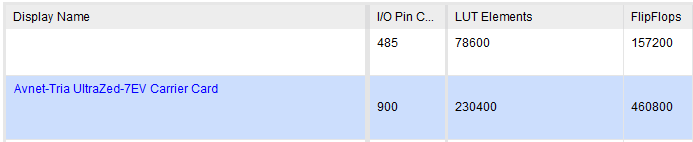 Display Name I/O Pin C... LUT Elements FlipFlops
485 78600 157200
Avnet-Tria UltraZed-7EV Carrier Card
900 230400 460800